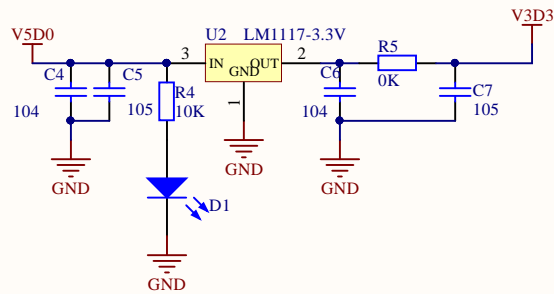 V5D0
V3D3
U2
LM1117-3.3V
R5
3
2
IN
OUT
GND
C4
C5
C6
0K
R4
C7
104
105
10K
1
104
105
GND
GND
GND
D1
GND